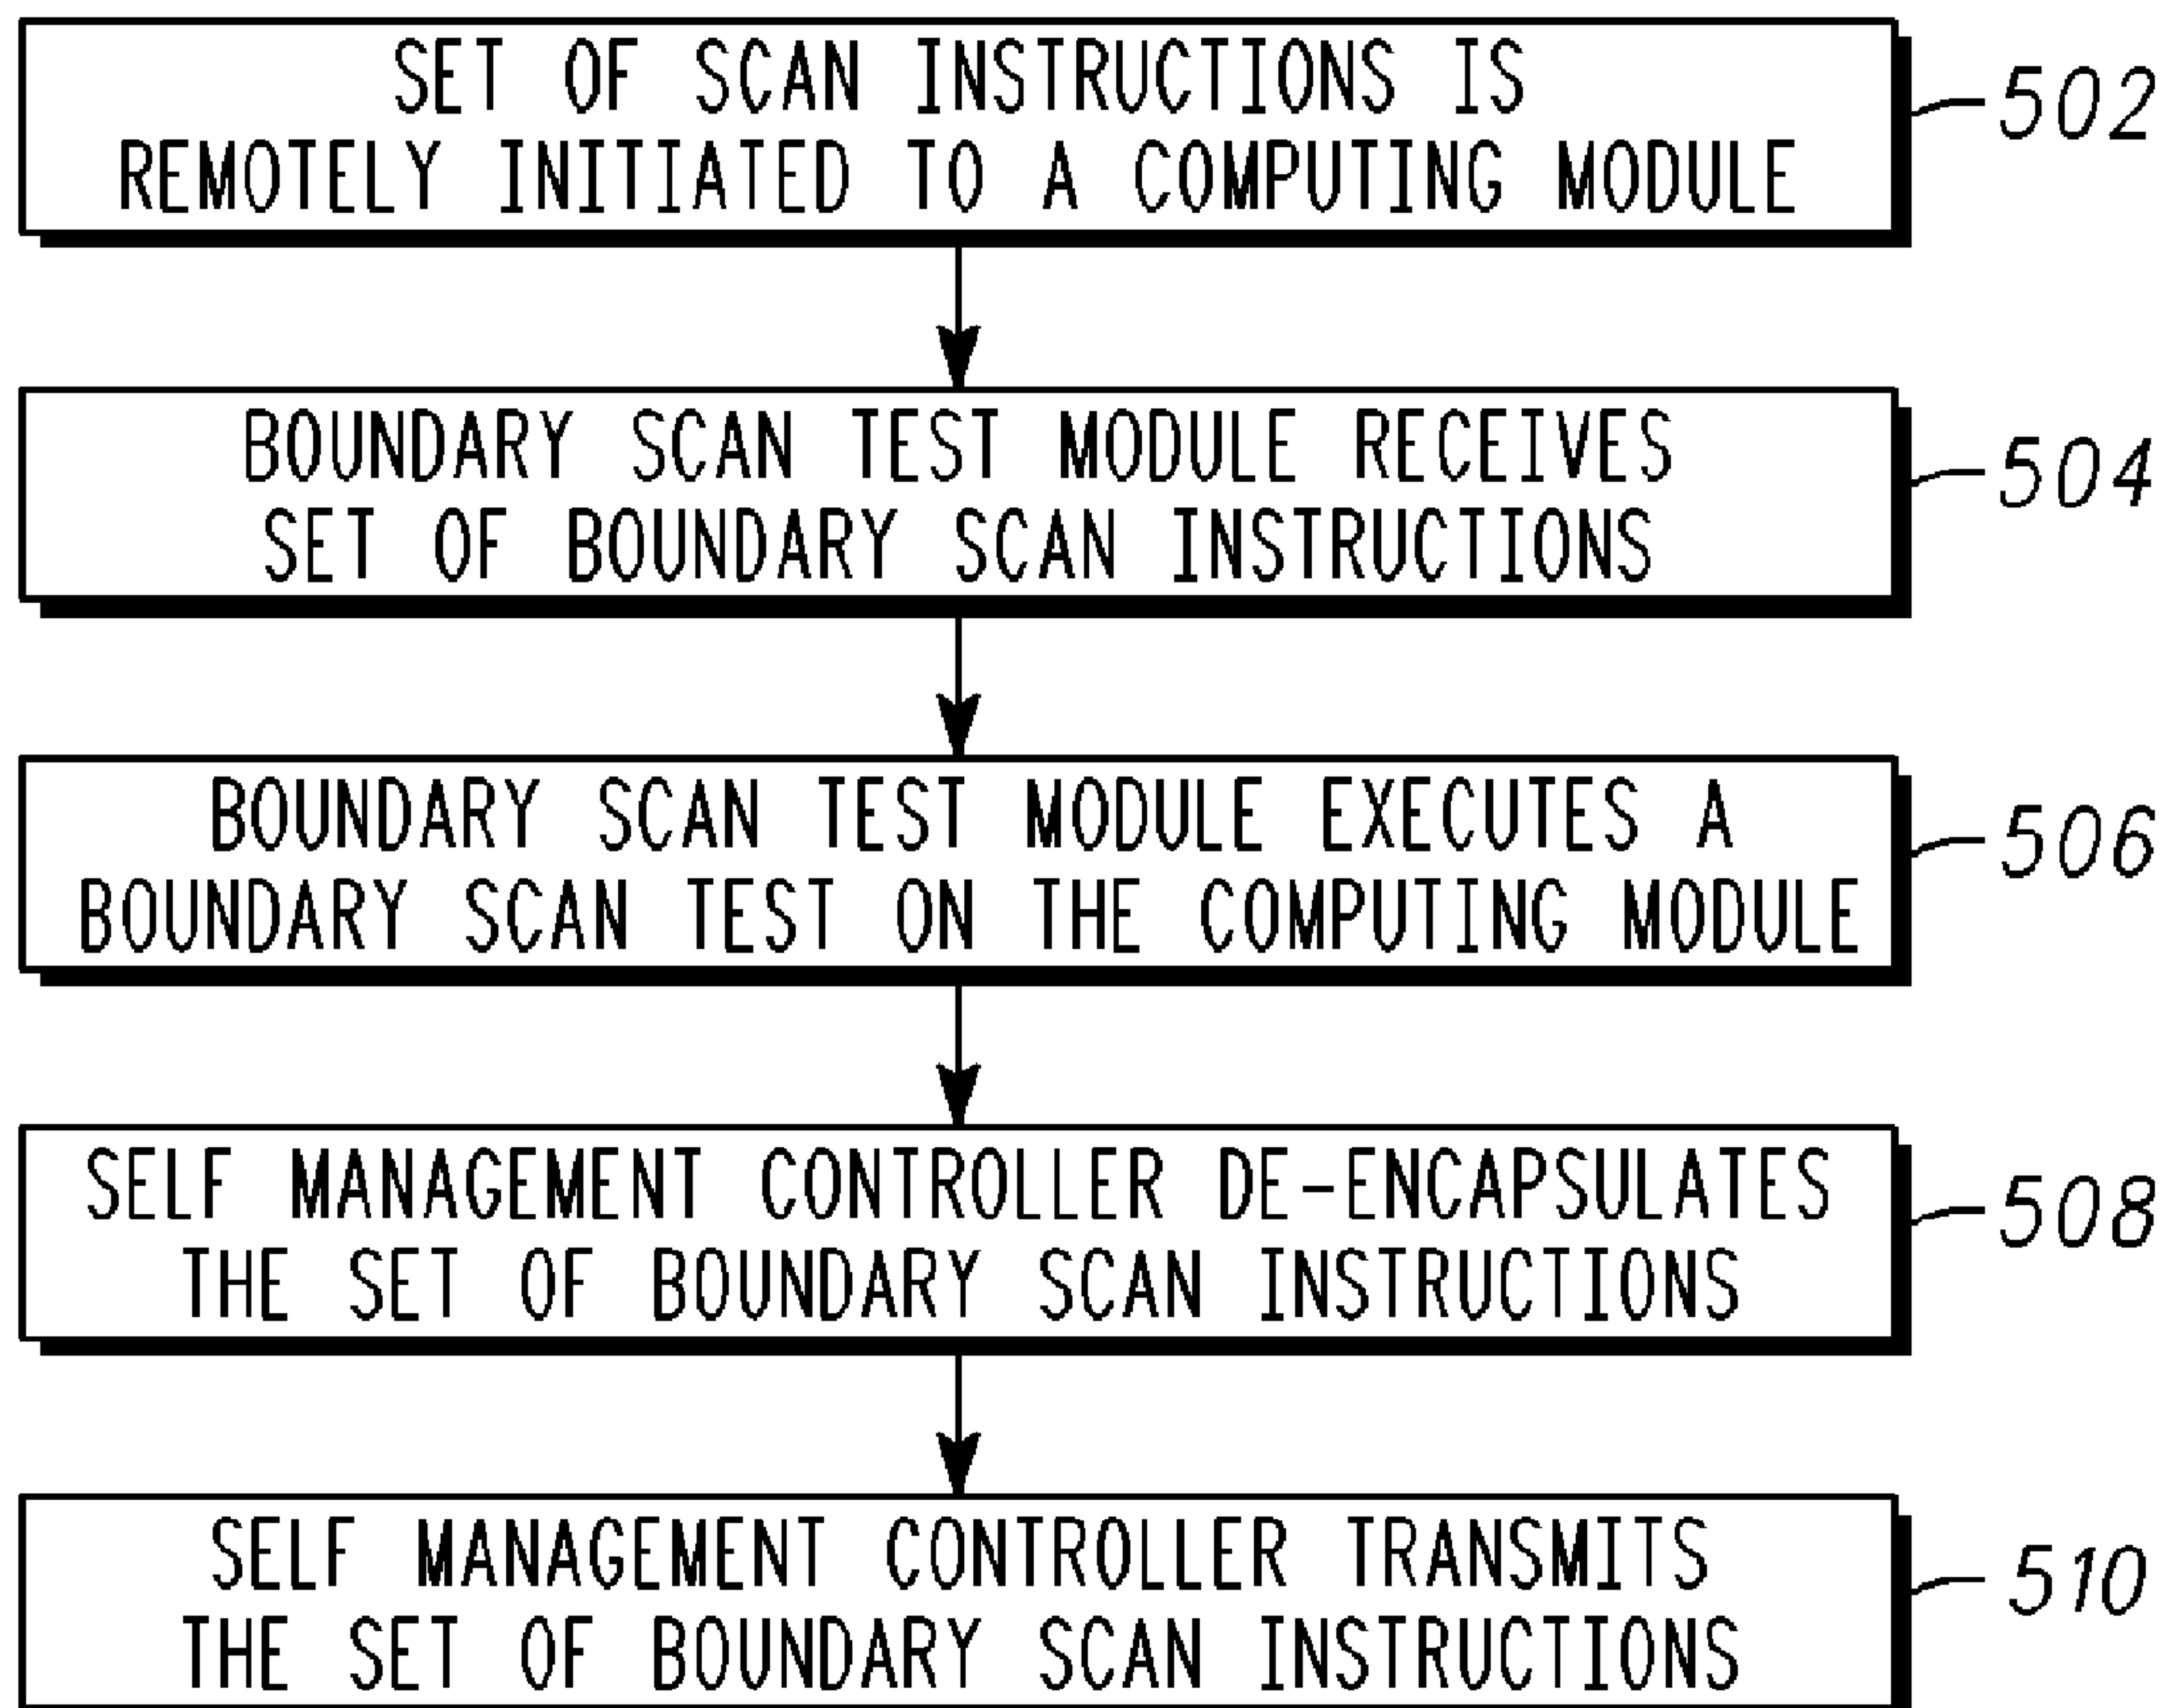 SET OF SCAN INSTRUCTIONS IS
REMOTELY INITIATED TO A COMPUTING MODULE
502
BOUNDARY SCAN TEST MODULE RECEIVES
SET OF BOUNDARY SCAN INSTRUCTIONS
504
BOUNDARY SCAN TEST MODULE EXECUTES A
BOUNDARY SCAN TEST ON THE COMPUTING MODULE
506
SELF MANAGEMENT CONTROLLER DE-ENCAPSULATES
THE SET OF BOUNDARY SCAN INSTRUCTIONS
508
SELF MANAGEMENT CONTROLLER TRANSMITS
THE SET OF BOUNDARY SCAN INSTRUCTIONS
510